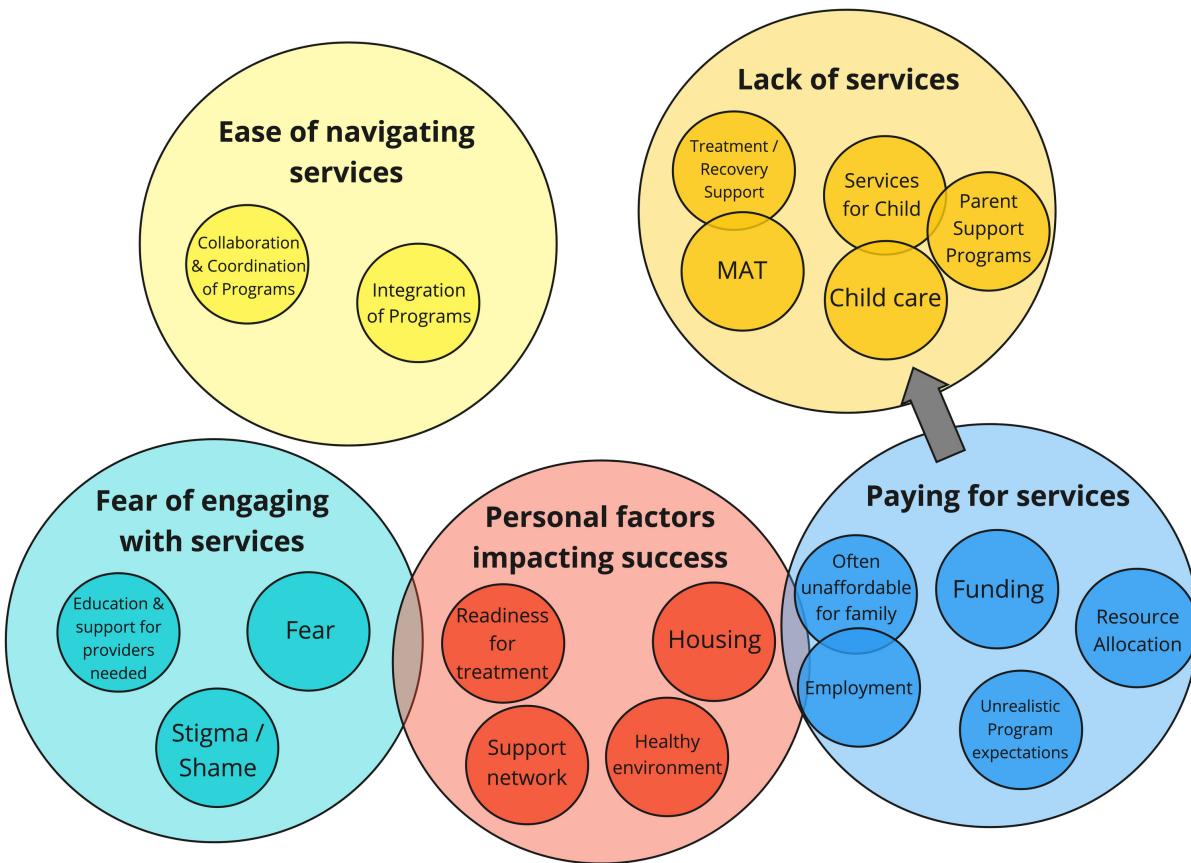 Ease of navigating
services
Collaboration
& Coordination
of Programs
Integration
of Programs
Lack of services
Treatment /
Recovery
Support
MAT
Services
for Child
Parent
Support
Programs
Child care
Fear of engaging
with services
Education &
support for
providers
needed
Fear
Stigma /
Shame
Personal factors
impacting success
Readiness
for
treatment
Housing
Support
network
Healthy
environment
Paying for services
Often
unaffordable
for family
Funding
Resource
Allocation
Employment
Unrealistic
Program
expectations